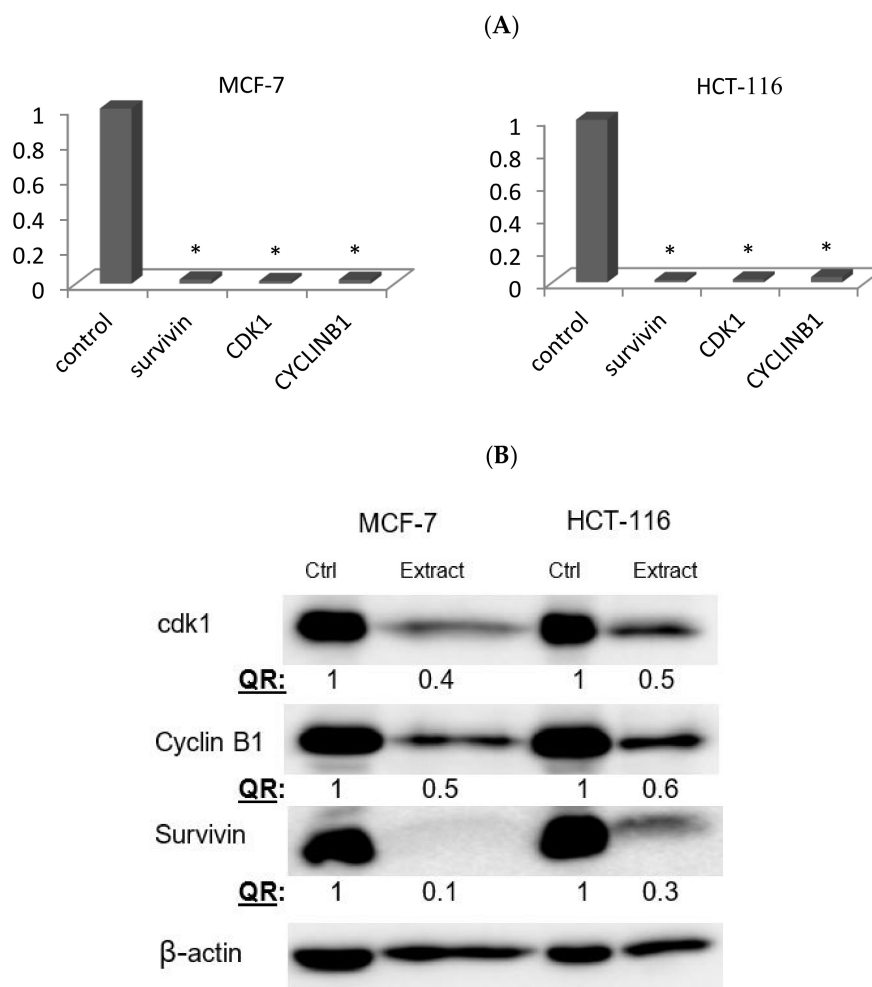 (A)
MCF-7
1
0.8
0.6
0.4
0.2
0
* * *
control survivin CDK1 CYCLINB1
HCT-116
1
0.8
0.6
0.4
0.2
0
* * *
control survivin CDK1 CYCLINB1
(B)
MCF-7 HCT-116
Ctrl Extract Ctrl Extract
cdk1
QR: 1 0.4 1 0.5
Cyclin B1
QR: 1 0.5 1 0.6
Survivin
QR: 1 0.1 1 0.3
β-actin